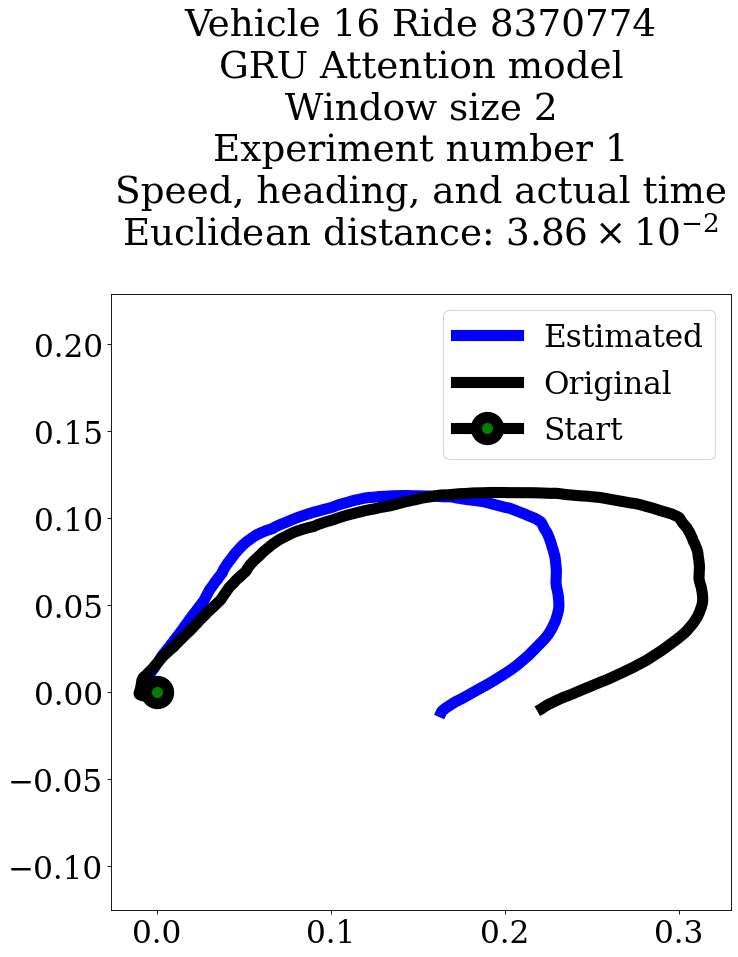 Vehicle 16 Ride 8370774
GRU Attention model
Window size 2
Experiment number 1
Speed, heading, and actual time
Euclidean distance: 3.86 × 10⁻²
Estimated
Original
Start
0.20
0.15
0.10
0.05
0.00
−0.05
−0.10
0.0 0.1 0.2 0.3